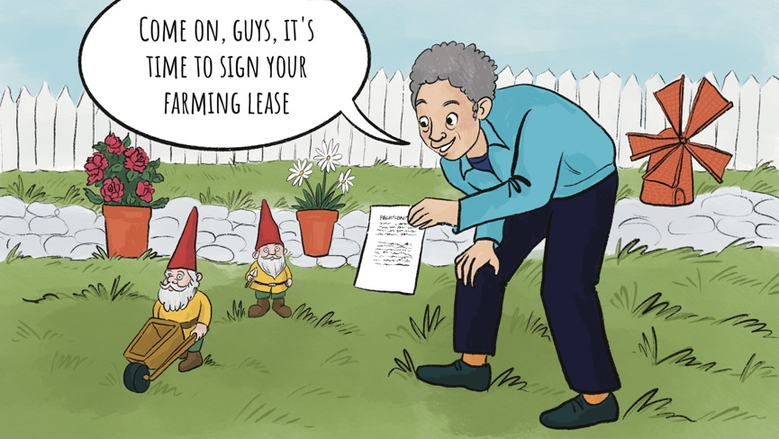 COME ON, GUYS, IT'S
TIME TO SIGN YOUR
FARMING LEASE